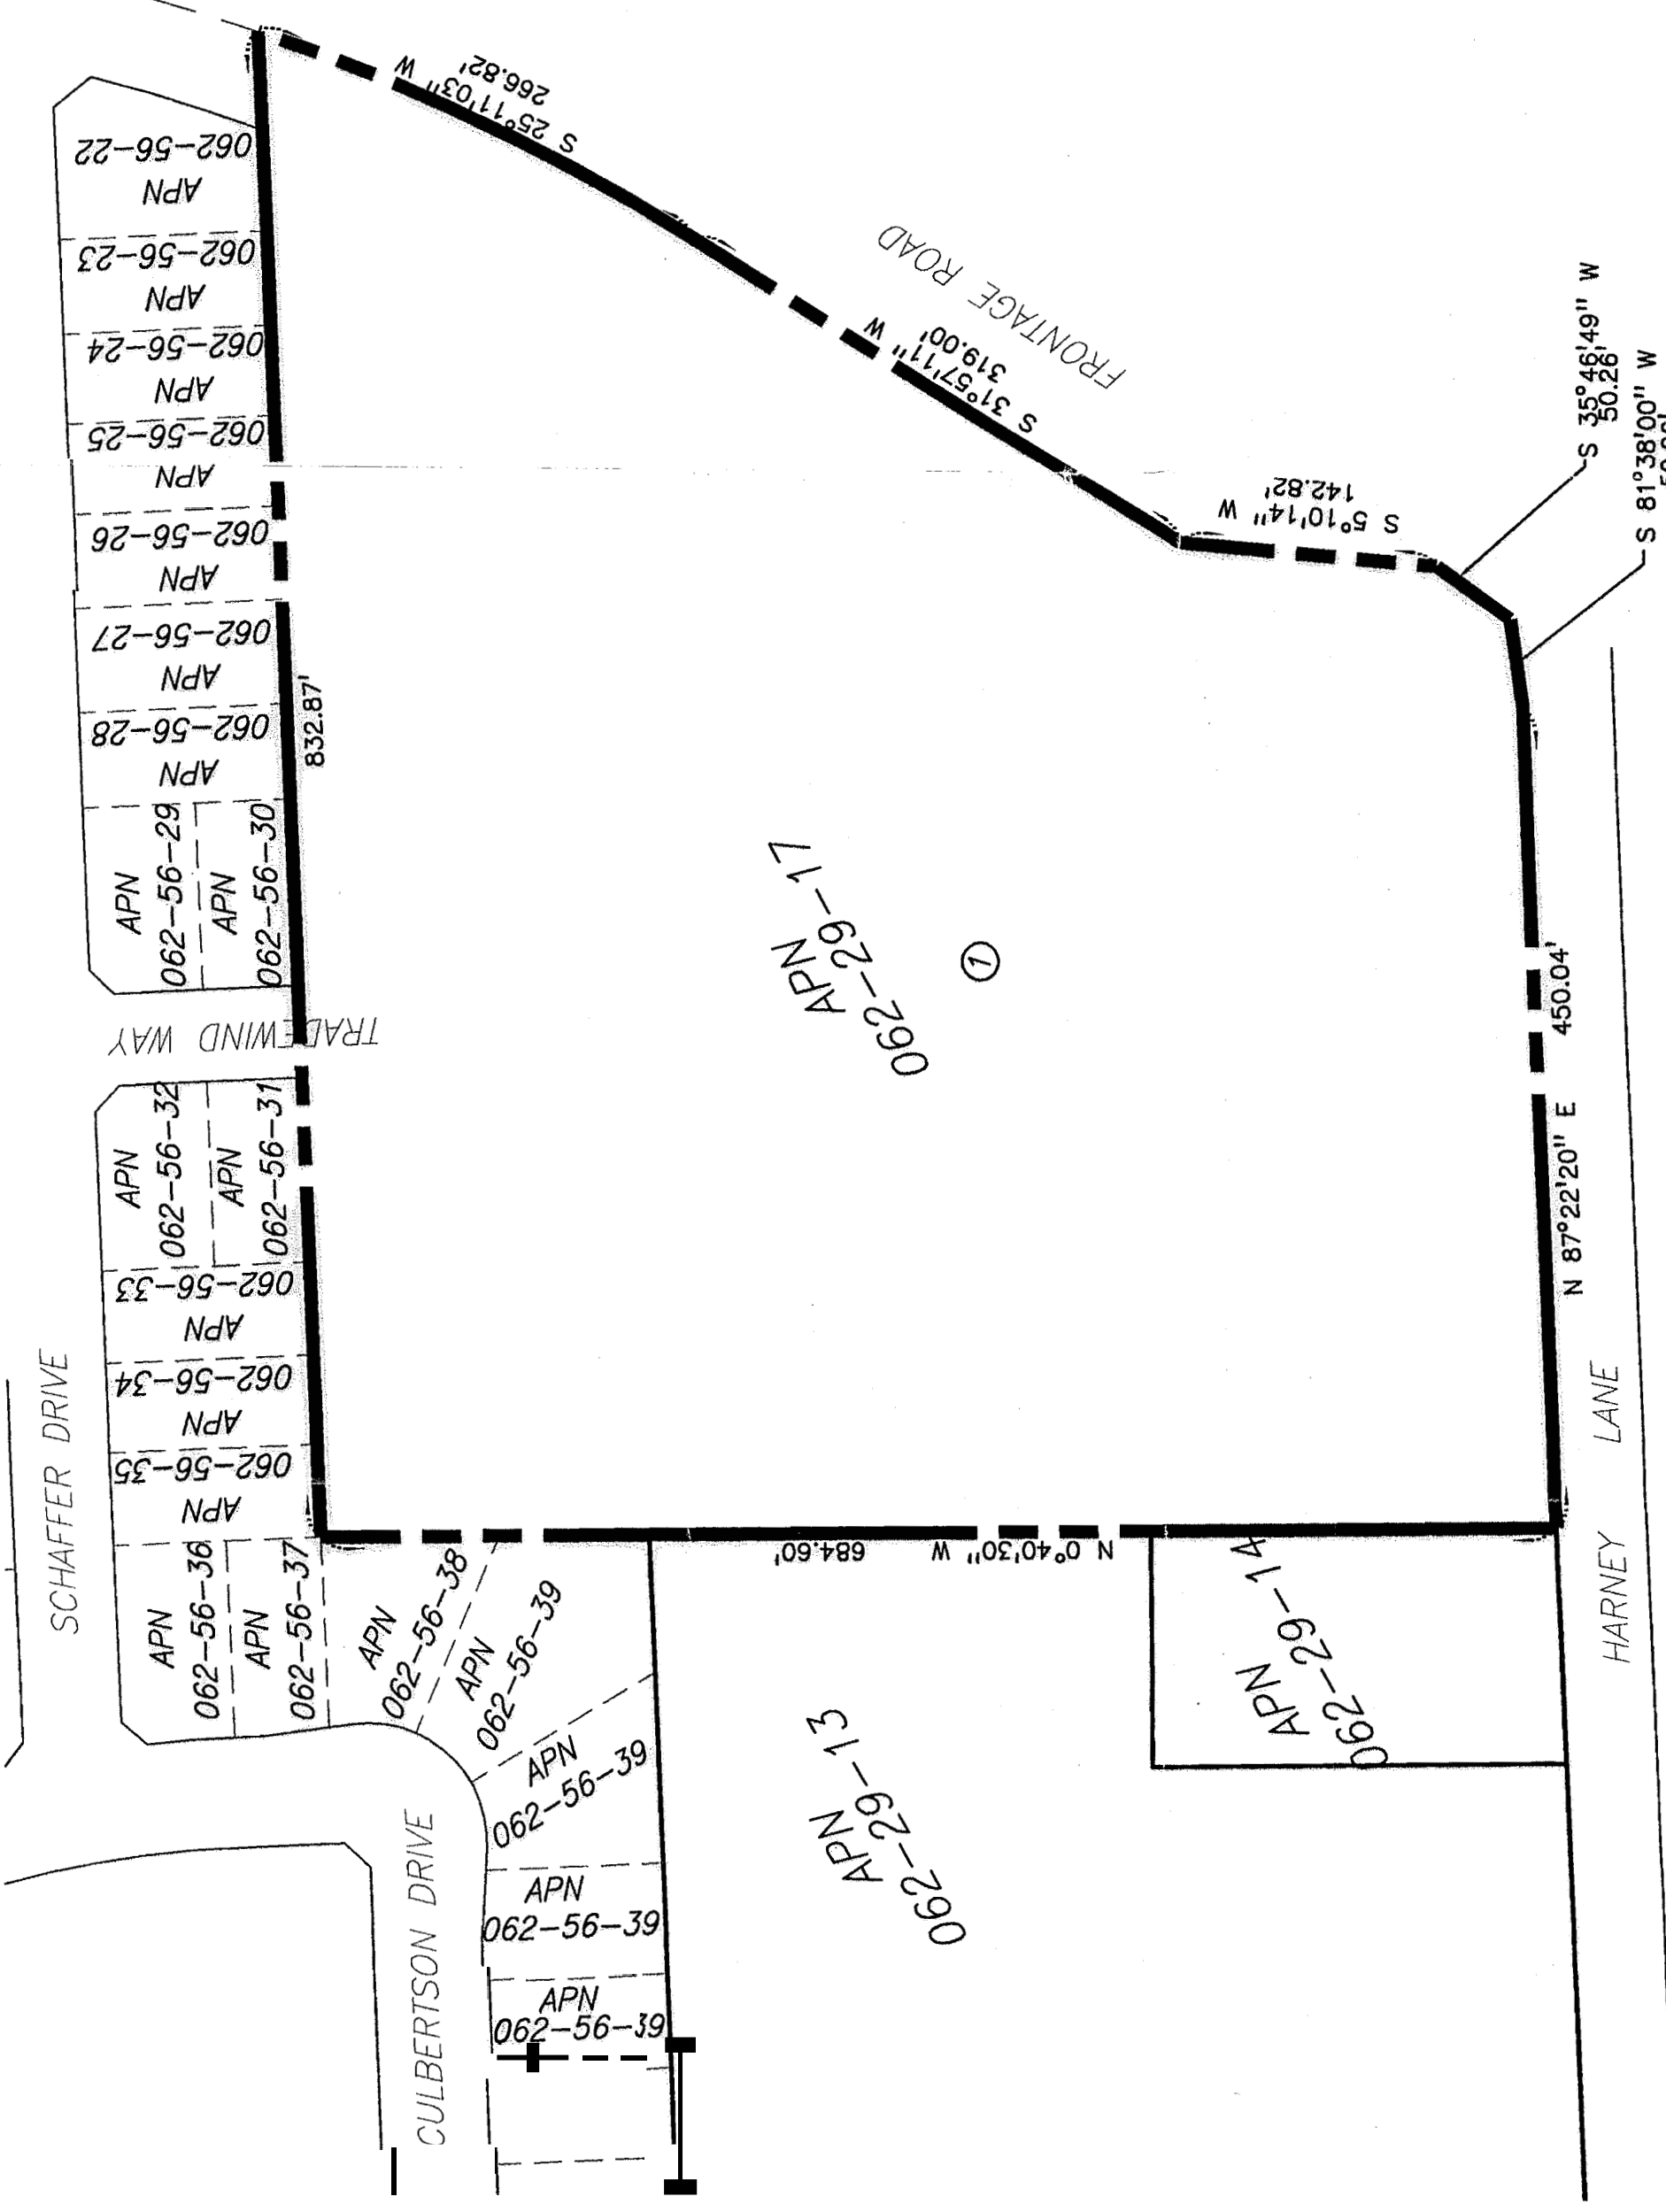 S 25°11'03" W
266.82'
APN
062-56-22
APN
062-56-23
APN
062-56-24
APN
062-56-25
APN
062-56-26
APN
062-56-27
APN
062-56-28
APN
062-56-29
APN
062-56-30
832.87'
FRONTAGE ROAD
S 31°57'11" W
319.00'
S 5°10'14" W
142.82'
S 35°46'49" W
50.26'
S 81°38'00" W
TRADEWIND WAY
APN
062-29-17
1
APN
062-56-32
APN
062-56-31
APN
062-56-33
APN
062-56-34
APN
062-56-35
N 87°22'20" E 450.04'
SCHAFFER DRIVE
HARNEY LANE
N 0°40'30" W 684.60'
APN
062-56-36
APN
062-56-37
APN
062-56-38
APN
062-56-39
APN
062-56-39
APN
062-56-39
APN
062-56-39
APN
062-29-14
APN
062-29-13
CULBERTSON DRIVE